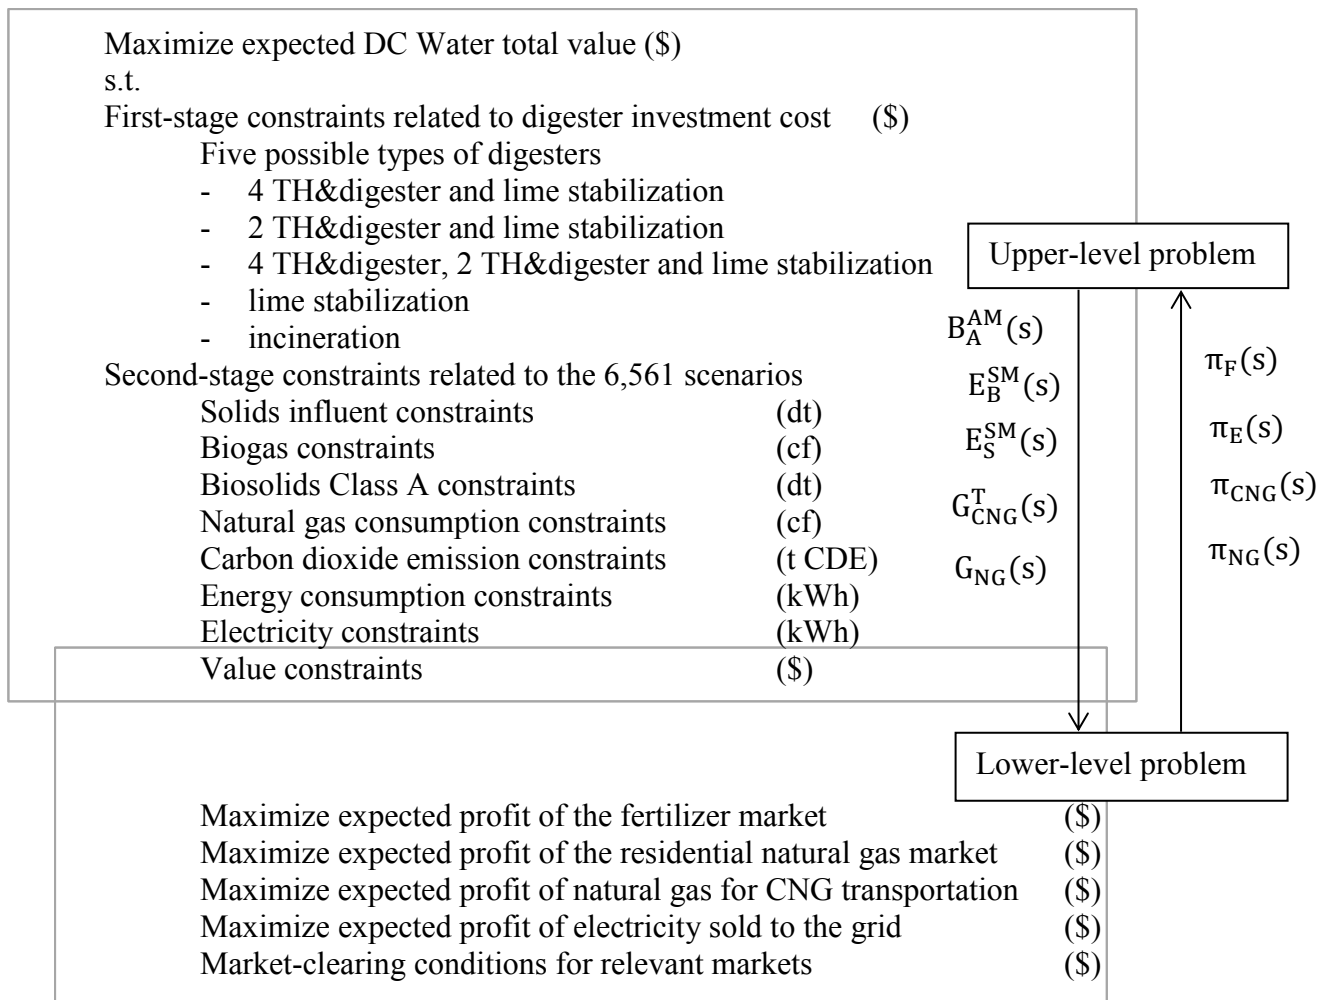 Maximize expected DC Water total value ($)
s.t.
First-stage constraints related to digester investment cost ($)
Five possible types of digesters
- 4 TH&digester and lime stabilization
- 2 TH&digester and lime stabilization
- 4 TH&digester, 2 TH&digester and lime stabilization
- lime stabilization
- incineration
Second-stage constraints related to the 6,561 scenarios
Solids influent constraints (dt)
Biogas constraints (cf)
Biosolids Class A constraints (dt)
Natural gas consumption constraints (cf)
Carbon dioxide emission constraints (t CDE)
Energy consumption constraints (kWh)
Electricity constraints (kWh)
Value constraints ($)
Upper-level problem
B_A^AM(s)
E_B^SM(s)
E_S^SM(s)
G_CNG^T(s)
G_NG(s)
π_F(s)
π_E(s)
π_CNG(s)
π_NG(s)
Lower-level problem
Maximize expected profit of the fertilizer market ($)
Maximize expected profit of the residential natural gas market ($)
Maximize expected profit of natural gas for CNG transportation ($)
Maximize expected profit of electricity sold to the grid ($)
Market-clearing conditions for relevant markets ($)